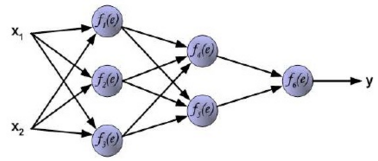 x₁
x₂
f₁(e)
f₂(e)
f₃(e)
f₄(e)
f₅(e)
f₆(e)
y